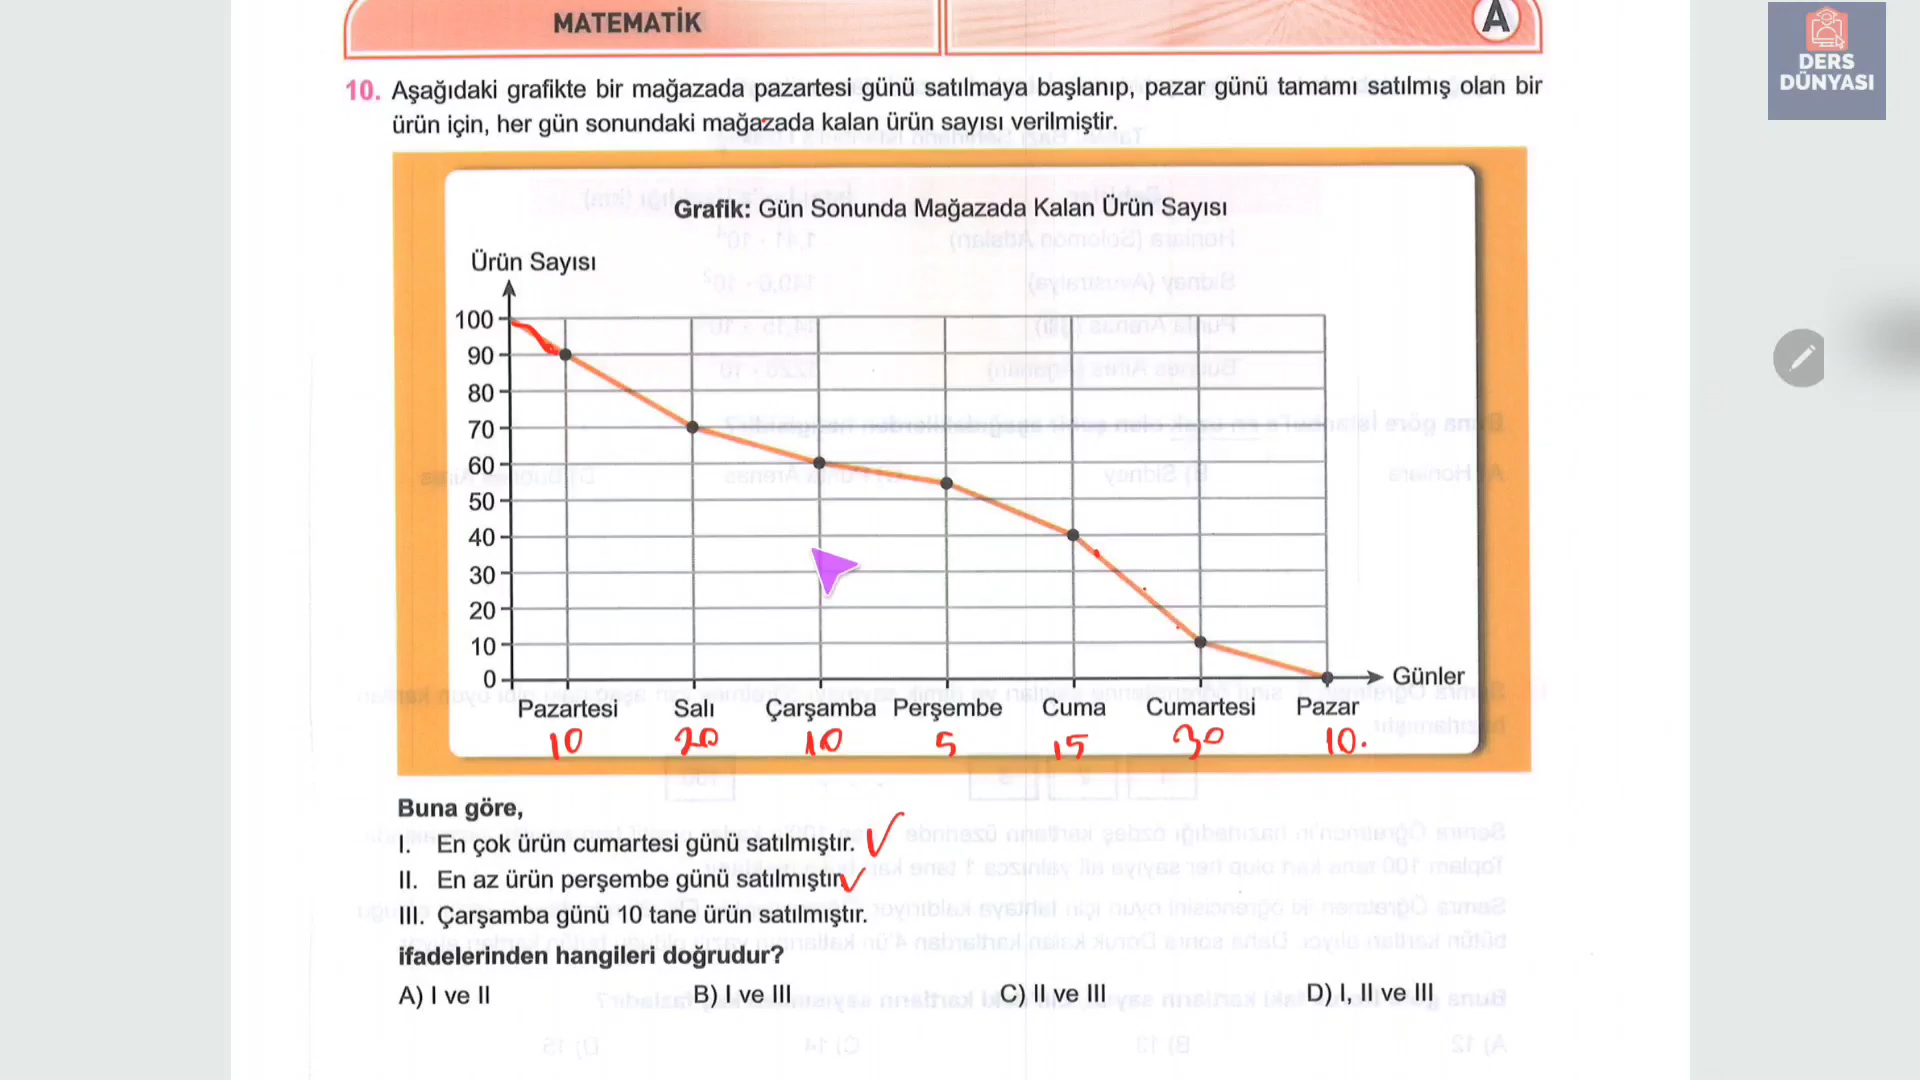 MATEMATİK
A
DERS
DÜNYASI
10. Aşağıdaki grafikte bir mağazada pazartesi günü satılmaya başlanıp, pazar günü tamamı satılmış olan bir
ürün için, her gün sonundaki mağazada kalan ürün sayısı verilmiştir.
Grafik: Gün Sonunda Mağazada Kalan Ürün Sayısı
Ürün Sayısı
100
90
80
70
60
50
40
30
20
10
0
Günler
Pazartesi Salı Çarşamba Perşembe Cuma Cumartesi Pazar
10 20 10 5 15 30 10.
Buna göre,
I. En çok ürün cumartesi günü satılmıştır.
II. En az ürün perşembe günü satılmıştır
III. Çarşamba günü 10 tane ürün satılmıştır.
ifadelerinden hangileri doğrudur?
A) I ve II B) I ve III C) II ve III D) I, II ve III